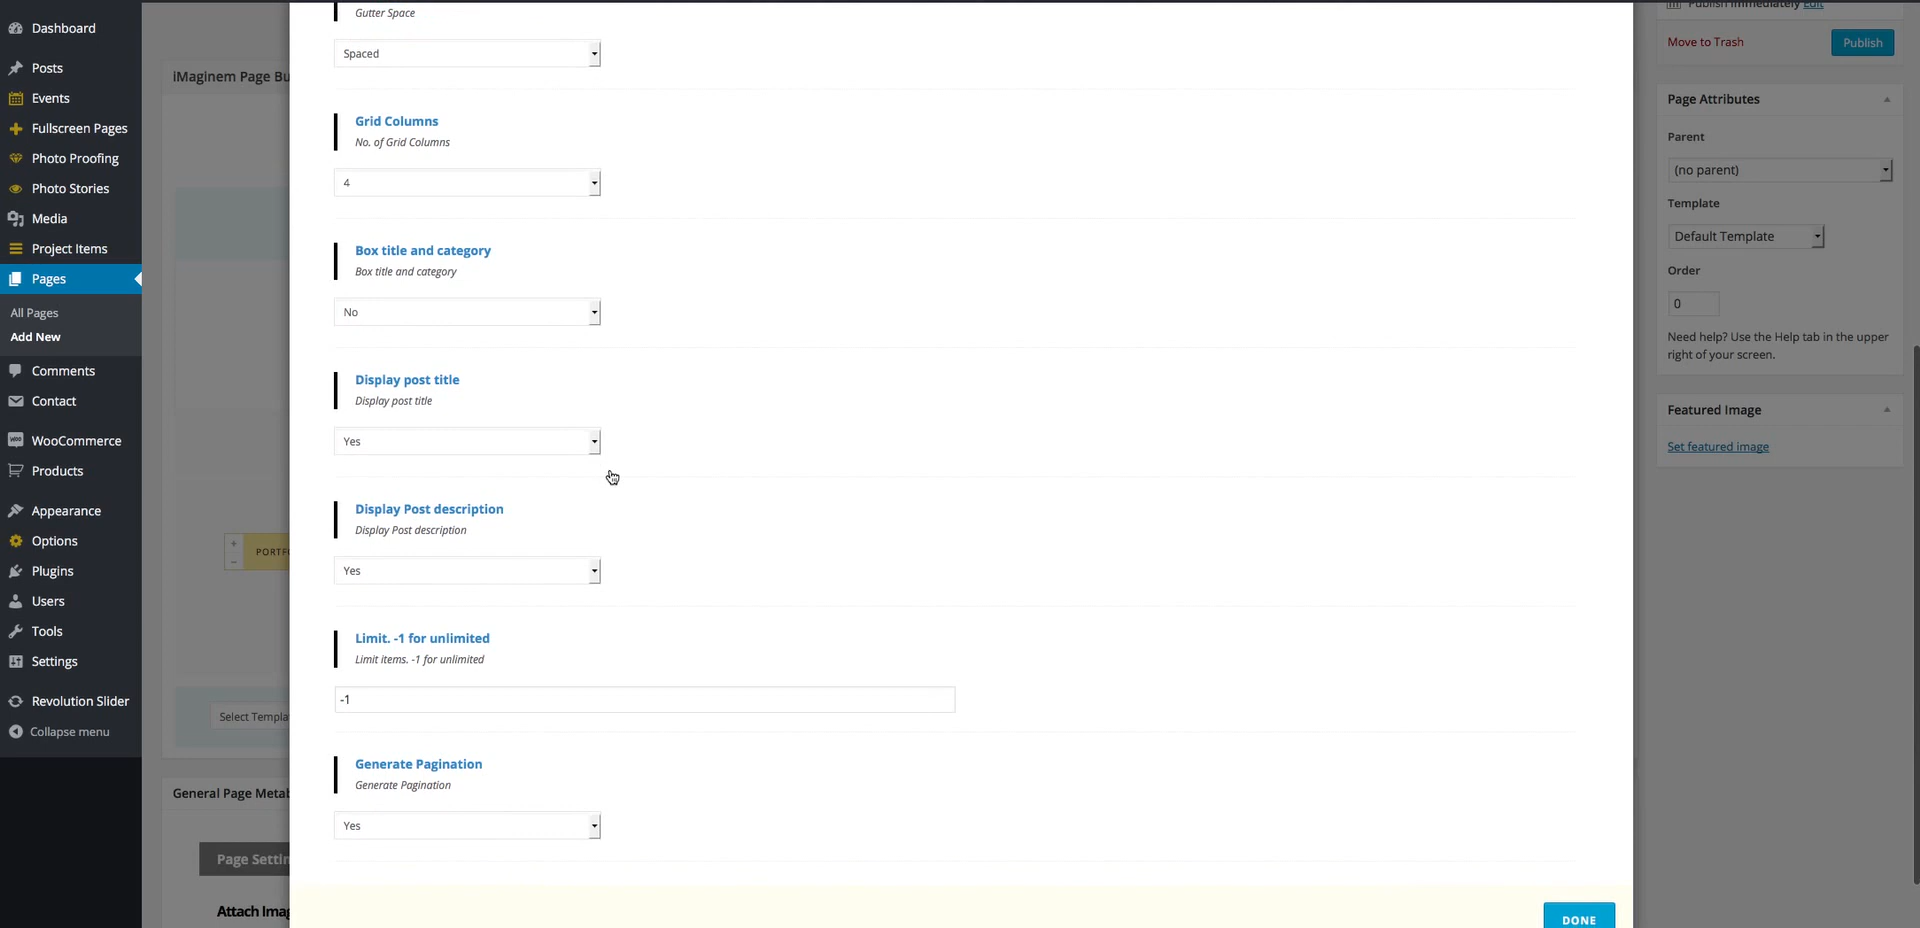 Dashboard
Posts
Events
Fullscreen Pages
Photo Proofing
Photo Stories
Media
Project Items
Pages
All Pages
Add New
Comments
Contact
WooCommerce
Products
Appearance
Options
Plugins
Users
Tools
Settings
Revolution Slider
Collapse menu
iMaginem Page Bu
+
−
PORTF
Select Templa
General Page Metab
Page Settin
Attach Imag
Gutter Space
Spaced
Grid Columns
No. of Grid Columns
4
Box title and category
Box title and category
No
Display post title
Display post title
Yes
Display Post description
Display Post description
Yes
Limit. -1 for unlimited
Limit items. -1 for unlimited
-1
Generate Pagination
Generate Pagination
Yes
DONE
Publish immediately Edit
Move to Trash
Publish
Page Attributes
Parent
(no parent)
Template
Default Template
Order
0
Need help? Use the Help tab in the upper
right of your screen.
Featured Image
Set featured image